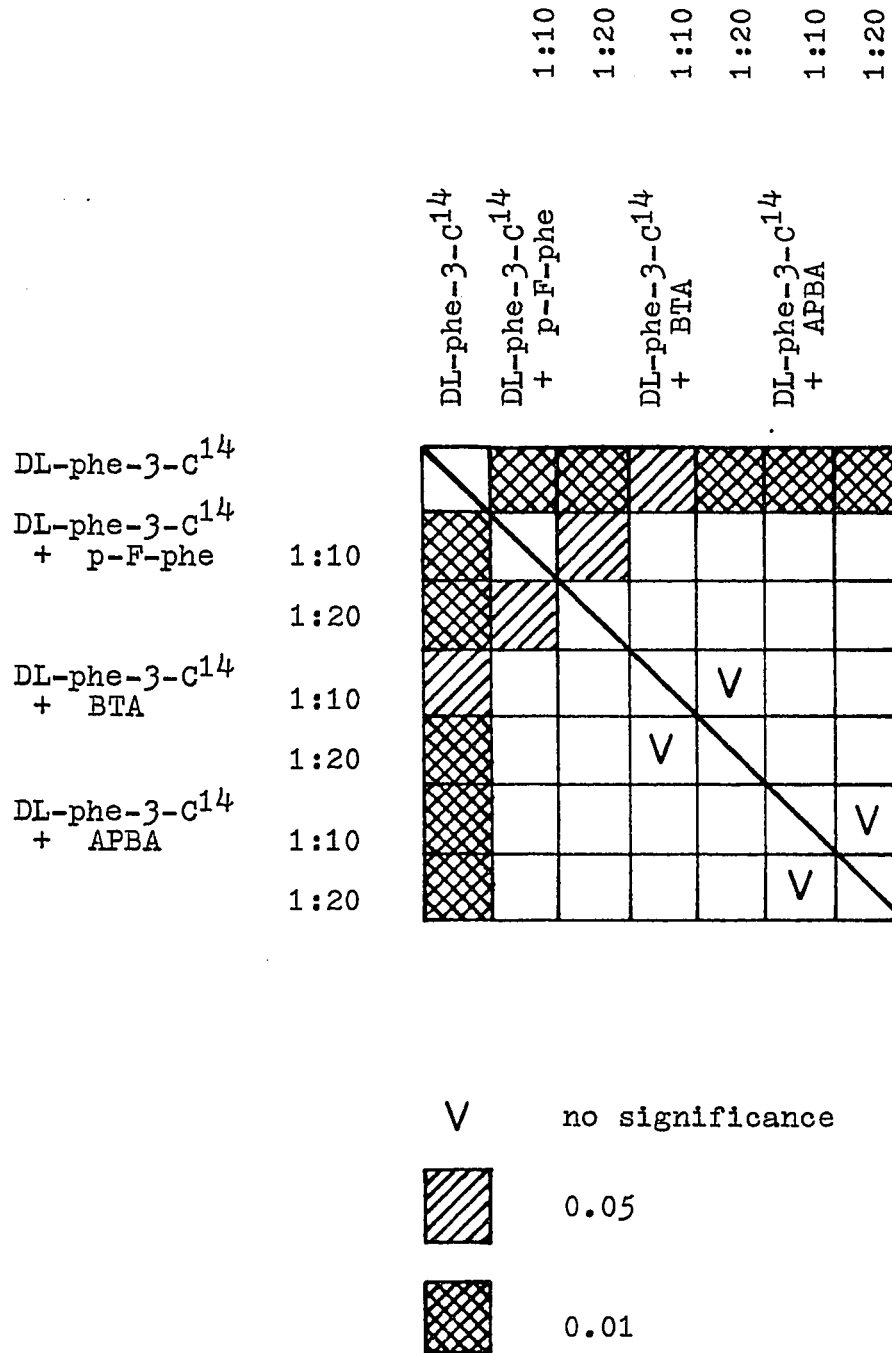 1:10
1:20
1:10
1:20
1:10
1:20
DL-phe-3-C14
DL-phe-3-C14
+ p-F-phe
DL-phe-3-C14
+ BTA
DL-phe-3-C14
+ APBA
DL-phe-3-C14
DL-phe-3-C14
+ p-F-phe 1:10
1:20
DL-phe-3-C14
+ BTA 1:10
1:20
DL-phe-3-C14
+ APBA 1:10
1:20
V
V
V
V
V no significance
0.05
0.01